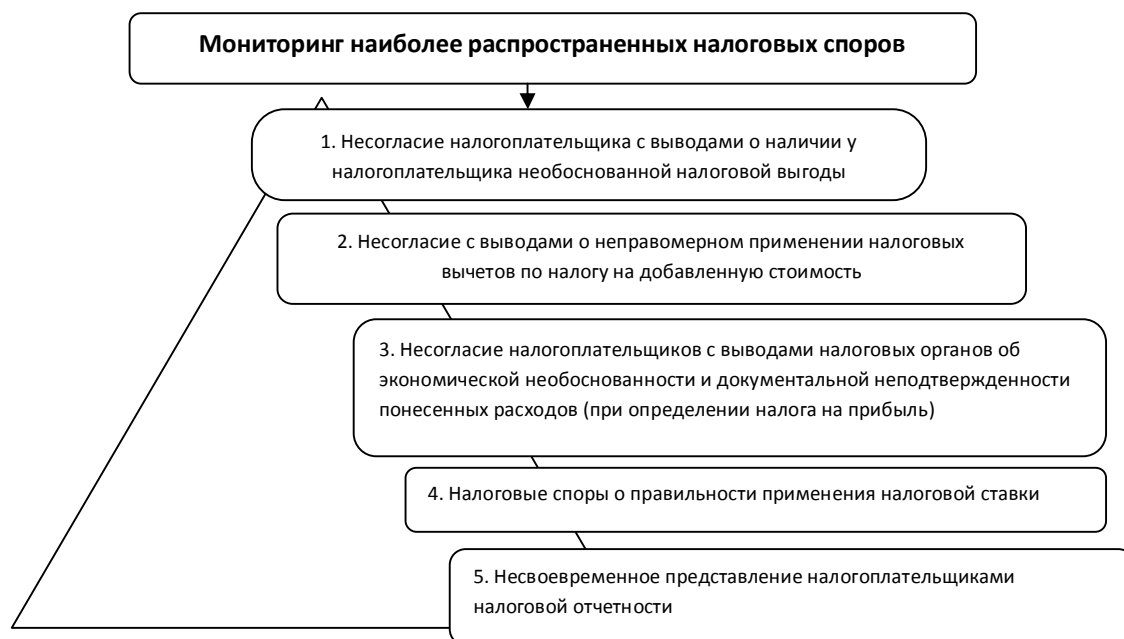 Мониторинг наиболее распространенных налоговых споров
1. Несогласие налогоплательщика с выводами о наличии у
налогоплательщика необоснованной налоговой выгоды
2. Несогласие с выводами о неправомерном применении налоговых
вычетов по налогу на добавленную стоимость
3. Несогласие налогоплательщиков с выводами налоговых органов об
экономической необоснованности и документальной неподтвержденности
понесенных расходов (при определении налога на прибыль)
4. Налоговые споры о правильности применения налоговой ставки
5. Несвоевременное представление налогоплательщиками
налоговой отчетности